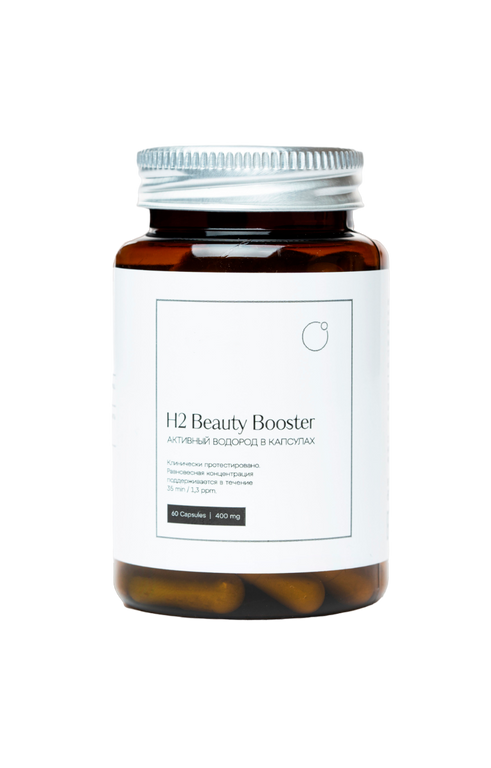 H2 Beauty Booster
АКТИВНЫЙ ВОДОРОД В КАПСУЛАХ
Клинически протестировано.
Равновесная концентрация
поддерживается в течение
35 min / 1,3 ppm.
60 Capsules | 400 mg